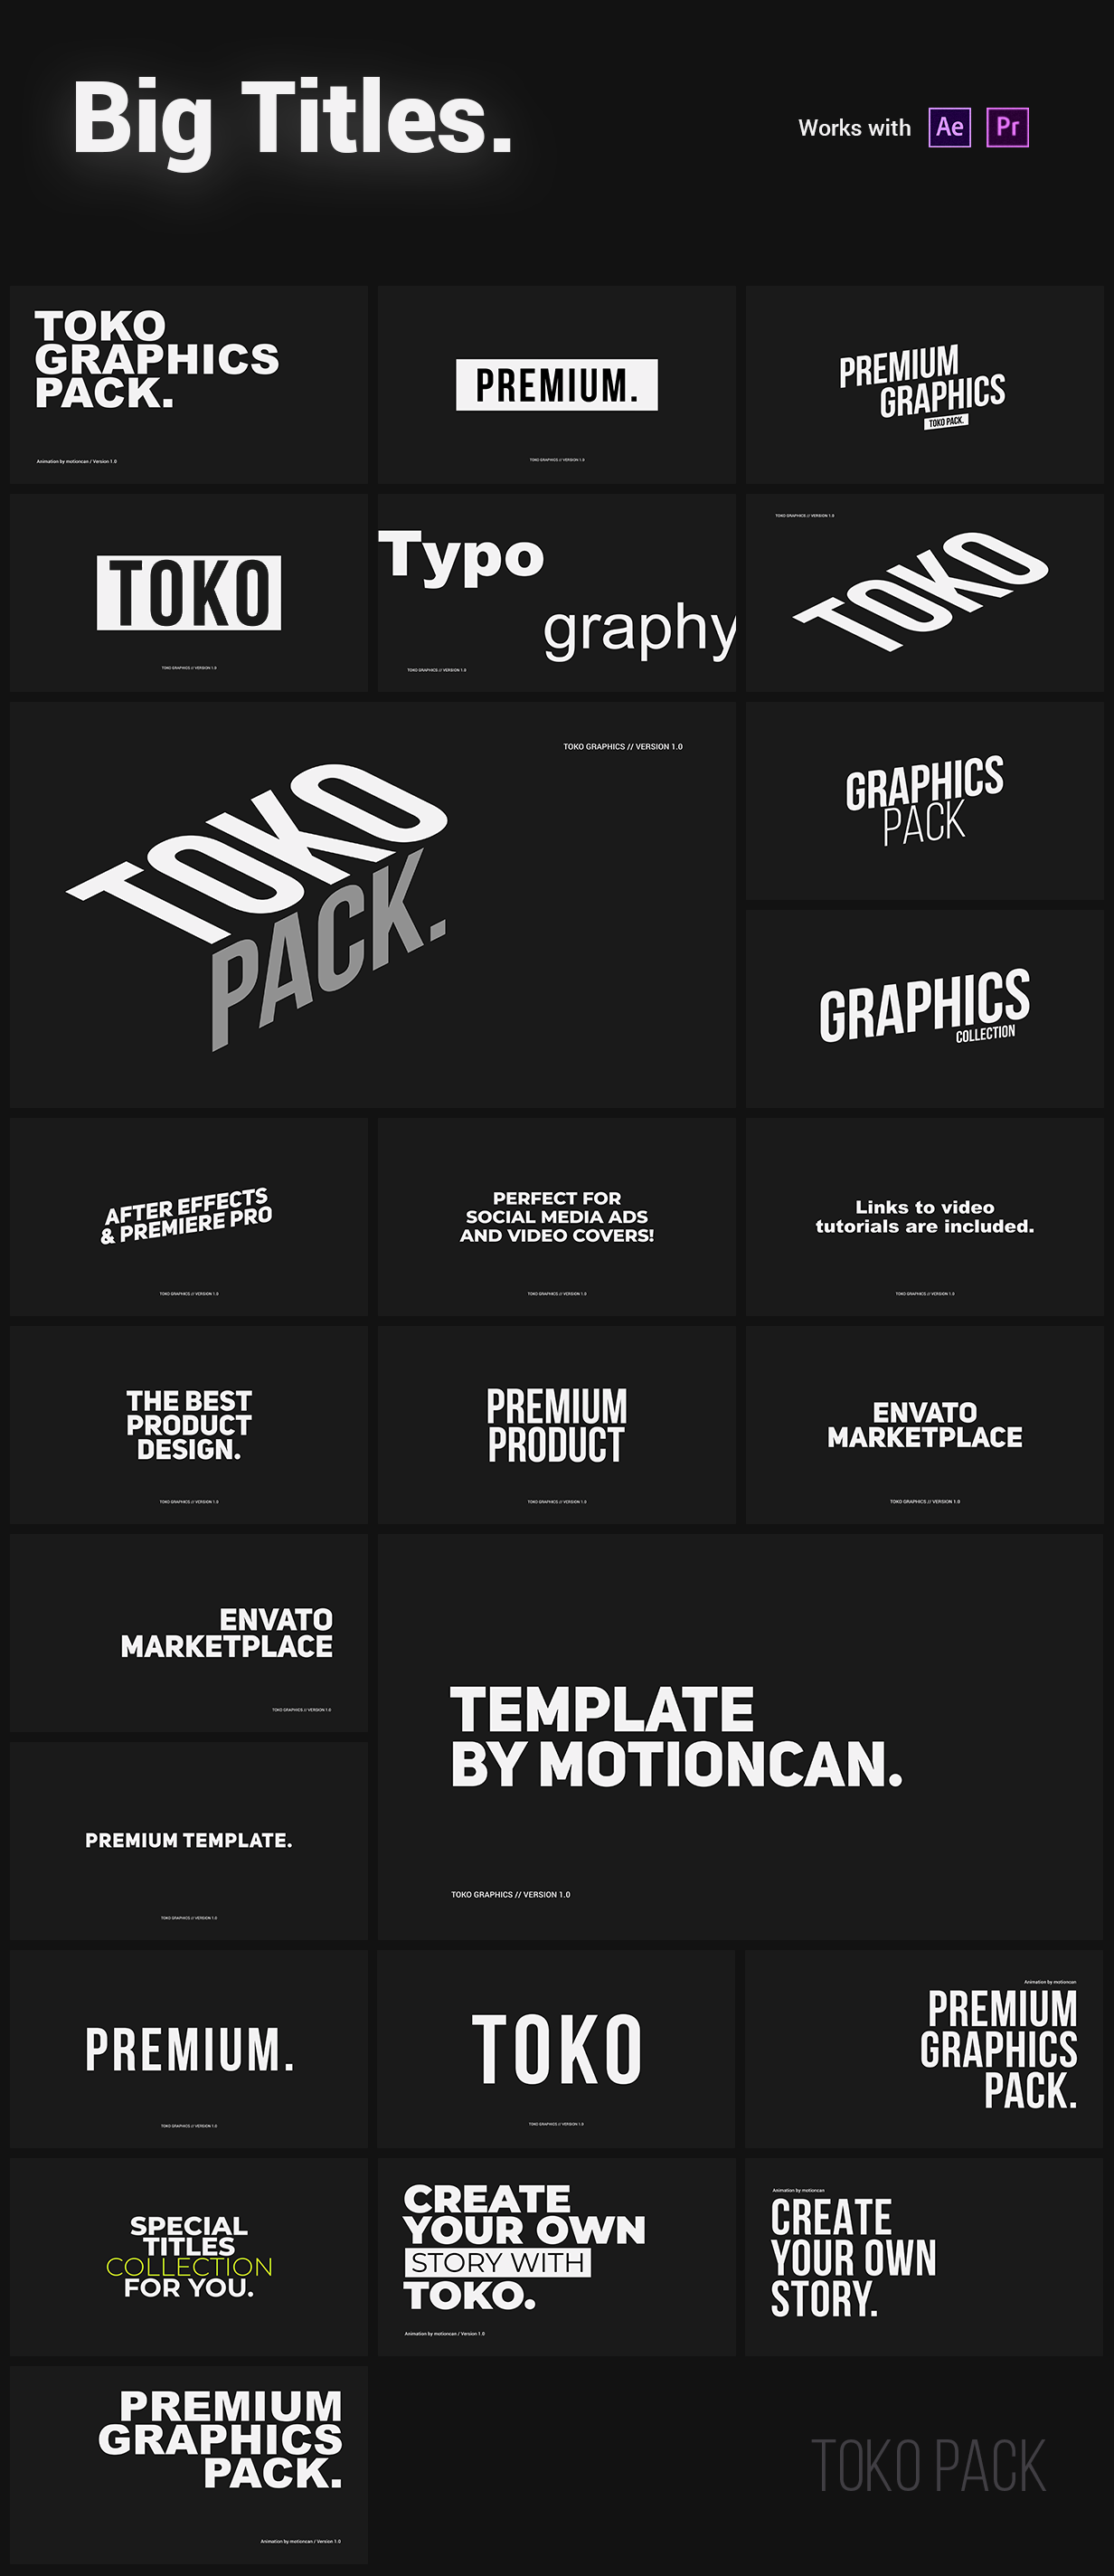 Big Titles.
Works with Ae Pr
TOKO
GRAPHICS
PACK.
Animation by motioncan / Version 1.0
PREMIUM.
TOKO GRAPHICS // VERSION 1.0
PREMIUM
GRAPHICS
TOKO PACK.
TOKO
TOKO GRAPHICS // VERSION 1.0
Typo
graphy
TOKO GRAPHICS // VERSION 1.0
TOKO GRAPHICS // VERSION 1.0
TOKO
TOKO GRAPHICS // VERSION 1.0
TOKO
PACK.
GRAPHICS
PACK
GRAPHICS
COLLECTION
AFTER EFFECTS
& PREMIERE PRO
TOKO GRAPHICS // VERSION 1.0
PERFECT FOR
SOCIAL MEDIA ADS
AND VIDEO COVERS!
TOKO GRAPHICS // VERSION 1.0
Links to video
tutorials are included.
TOKO GRAPHICS // VERSION 1.0
THE BEST
PRODUCT
DESIGN.
TOKO GRAPHICS // VERSION 1.0
PREMIUM
PRODUCT
TOKO GRAPHICS // VERSION 1.0
ENVATO
MARKETPLACE
TOKO GRAPHICS // VERSION 1.0
ENVATO
MARKETPLACE
TOKO GRAPHICS // VERSION 1.0
TEMPLATE
BY MOTIONCAN.
TOKO GRAPHICS // VERSION 1.0
PREMIUM TEMPLATE.
TOKO GRAPHICS // VERSION 1.0
PREMIUM.
TOKO GRAPHICS // VERSION 1.0
TOKO
TOKO GRAPHICS // VERSION 1.0
Animation by motioncan
PREMIUM
GRAPHICS
PACK.
SPECIAL
TITLES
COLLECTION
FOR YOU.
CREATE
YOUR OWN
STORY WITH
TOKO.
Animation by motioncan / Version 1.0
Animation by motioncan
CREATE
YOUR OWN
STORY.
PREMIUM
GRAPHICS
PACK.
Animation by motioncan / Version 1.0
TOKO PACK